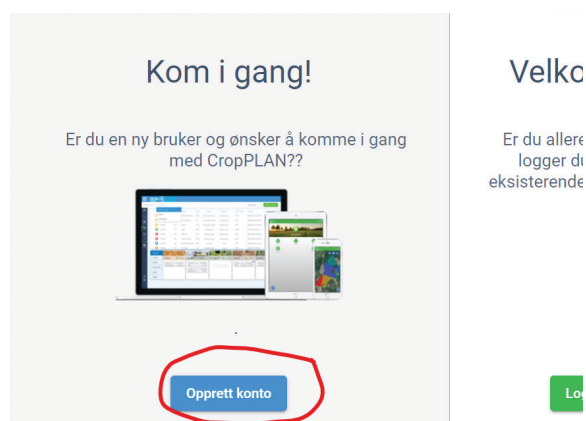 Kom i gang!
Er du en ny bruker og ønsker å komme i gang
med CropPLAN??
.
Opprett konto
Velko
Er du allere
logger du
eksisterende
Log